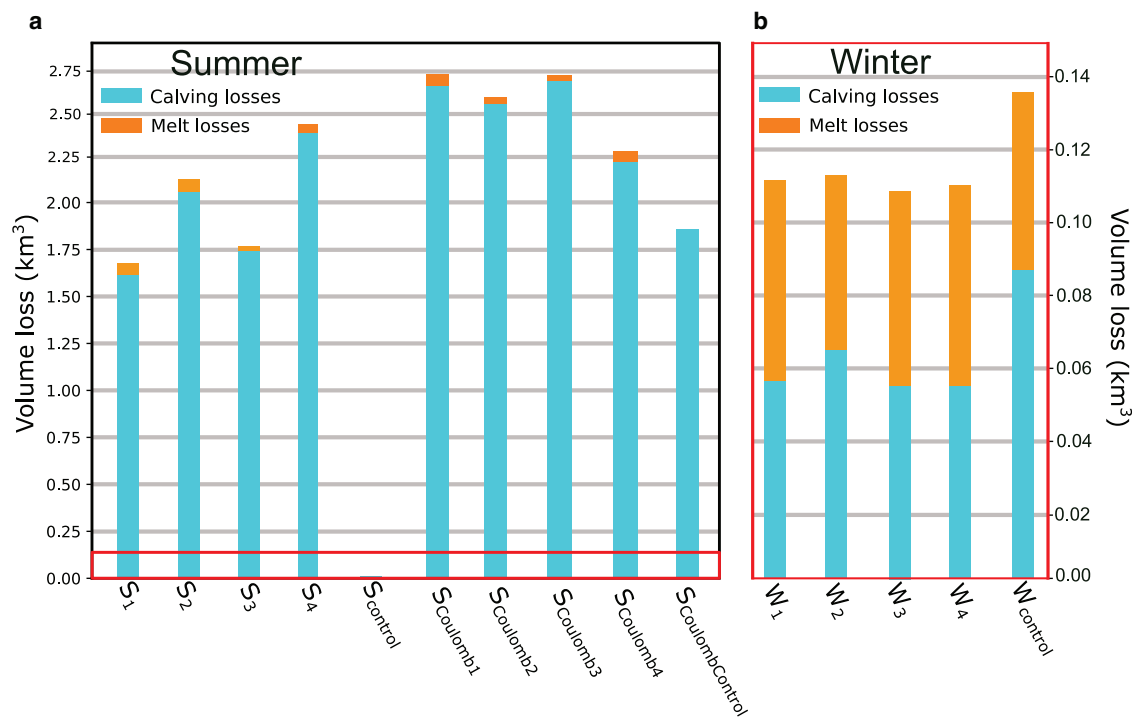 a
Summer
Calving losses
Melt losses
Volume loss (km³)
2.75
2.50
2.25
2.00
1.75
1.50
1.25
1.00
0.75
0.50
0.25
0.00
S₁
S₂
S₃
S₄
Scontrol
SCoulomb1
SCoulomb2
SCoulomb3
SCoulomb4
SCoulombControl
b
Winter
Calving losses
Melt losses
0.14
0.12
0.10
0.08
0.06
0.04
0.02
0.00
Volume loss (km³)
W₁
W₂
W₃
W₄
Wcontrol